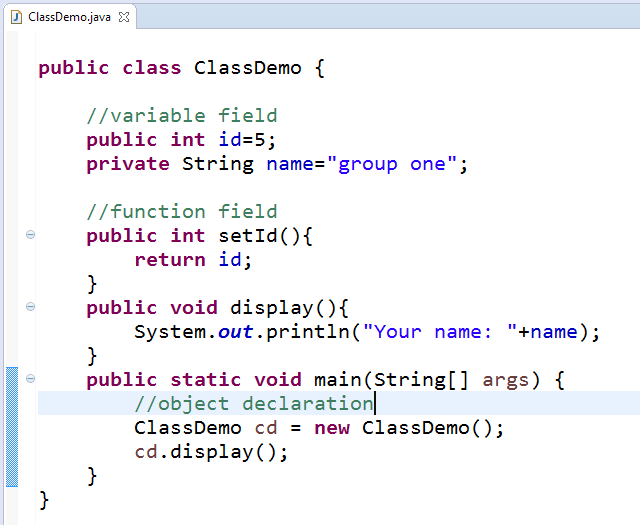 ClassDemo.java
public class ClassDemo {
//variable field
public int id=5;
private String name="group one";
//function field
public int setId(){
return id;
}
public void display(){
System.out.println("Your name: "+name);
}
public static void main(String[] args) {
//object declaration
ClassDemo cd = new ClassDemo();
cd.display();
}
}